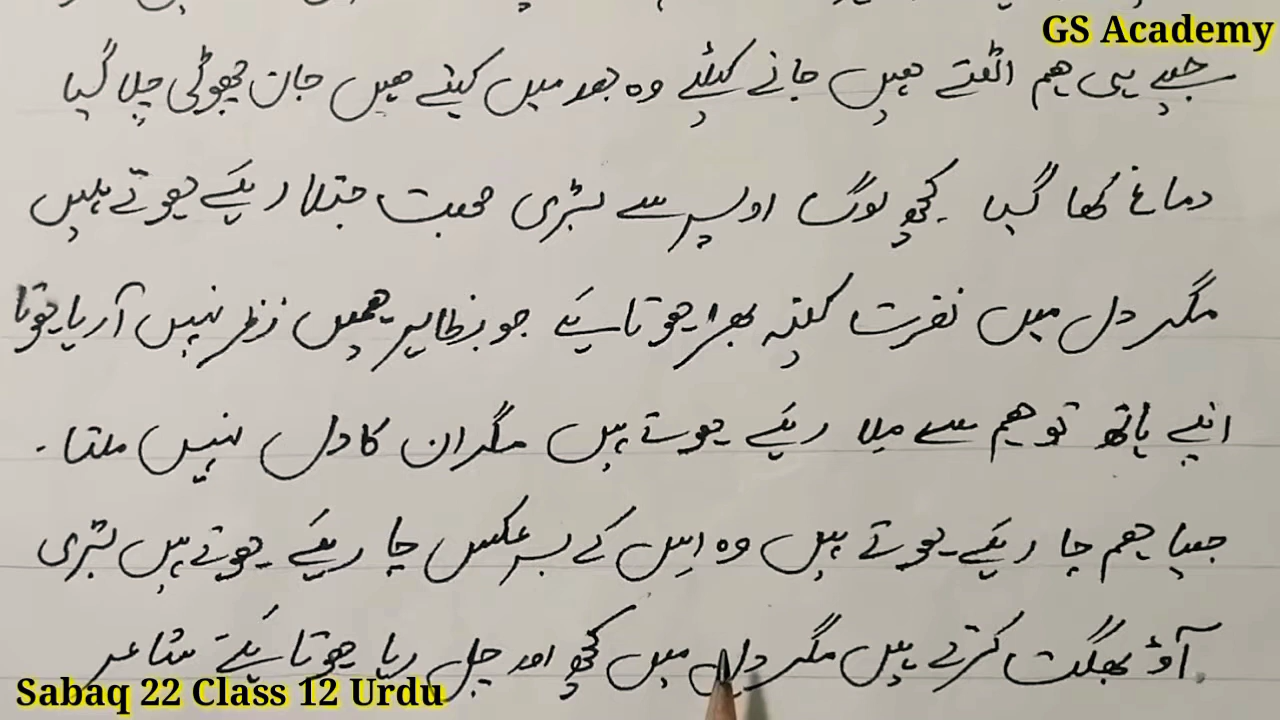 GS Academy
جیسے ہی ہم اٹھتے ہیں جانے کیلئے وہ بعد میں کہتے ہیں جان چھوٹی چلا گیا
دماغ کھا گیا ۔ کچھ لوگ اوپر سے بڑی محبت جتلا رہے ہوتے ہیں
مگر دل میں نفرت کینہ بھرا ہوتا ہے جو بظاہر ہمیں نظر نہیں آ رہا ہوتا
اپنے ہاتھ تو ہم سے ملا رہے ہوتے ہیں مگر ان کا دل نہیں ملتا ۔
جیسا ہم چا رہے ہوتے ہیں وہ اس کے برعکس چا رہے ہوتے ہیں بڑی
آؤ بھگت کرتے ہیں مگر دل میں کچھ اور چل رہا ہوتا ہے شاعر
Sabaq 22 Class 12 Urdu